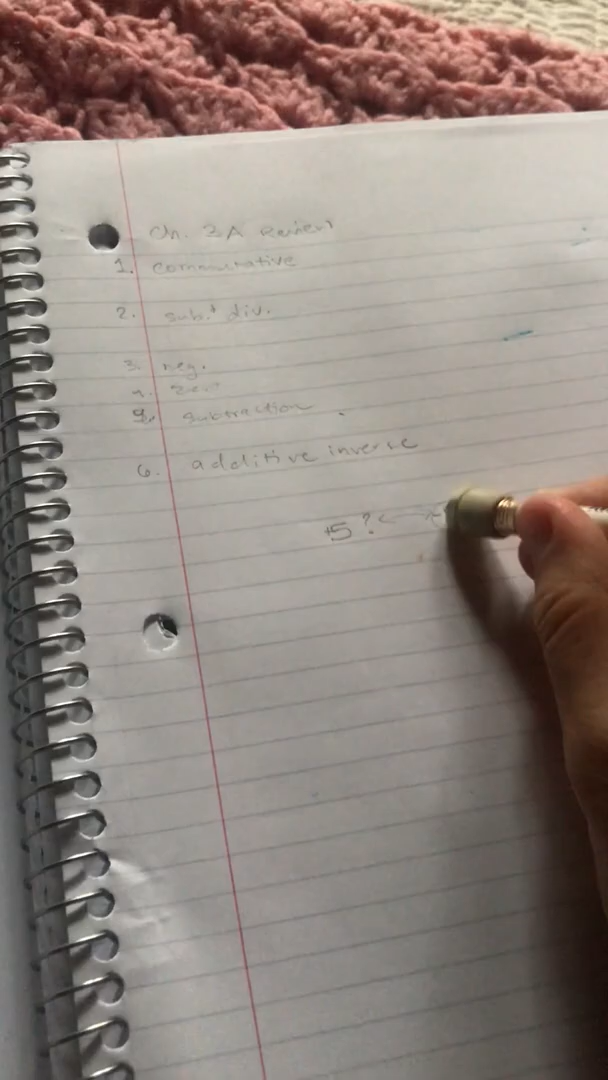 Ch. 3A Review
1. commutative
2. sub.+ div.
3. neg.
4. zero
5. subtraction
6. additive inverse
+5 ? <